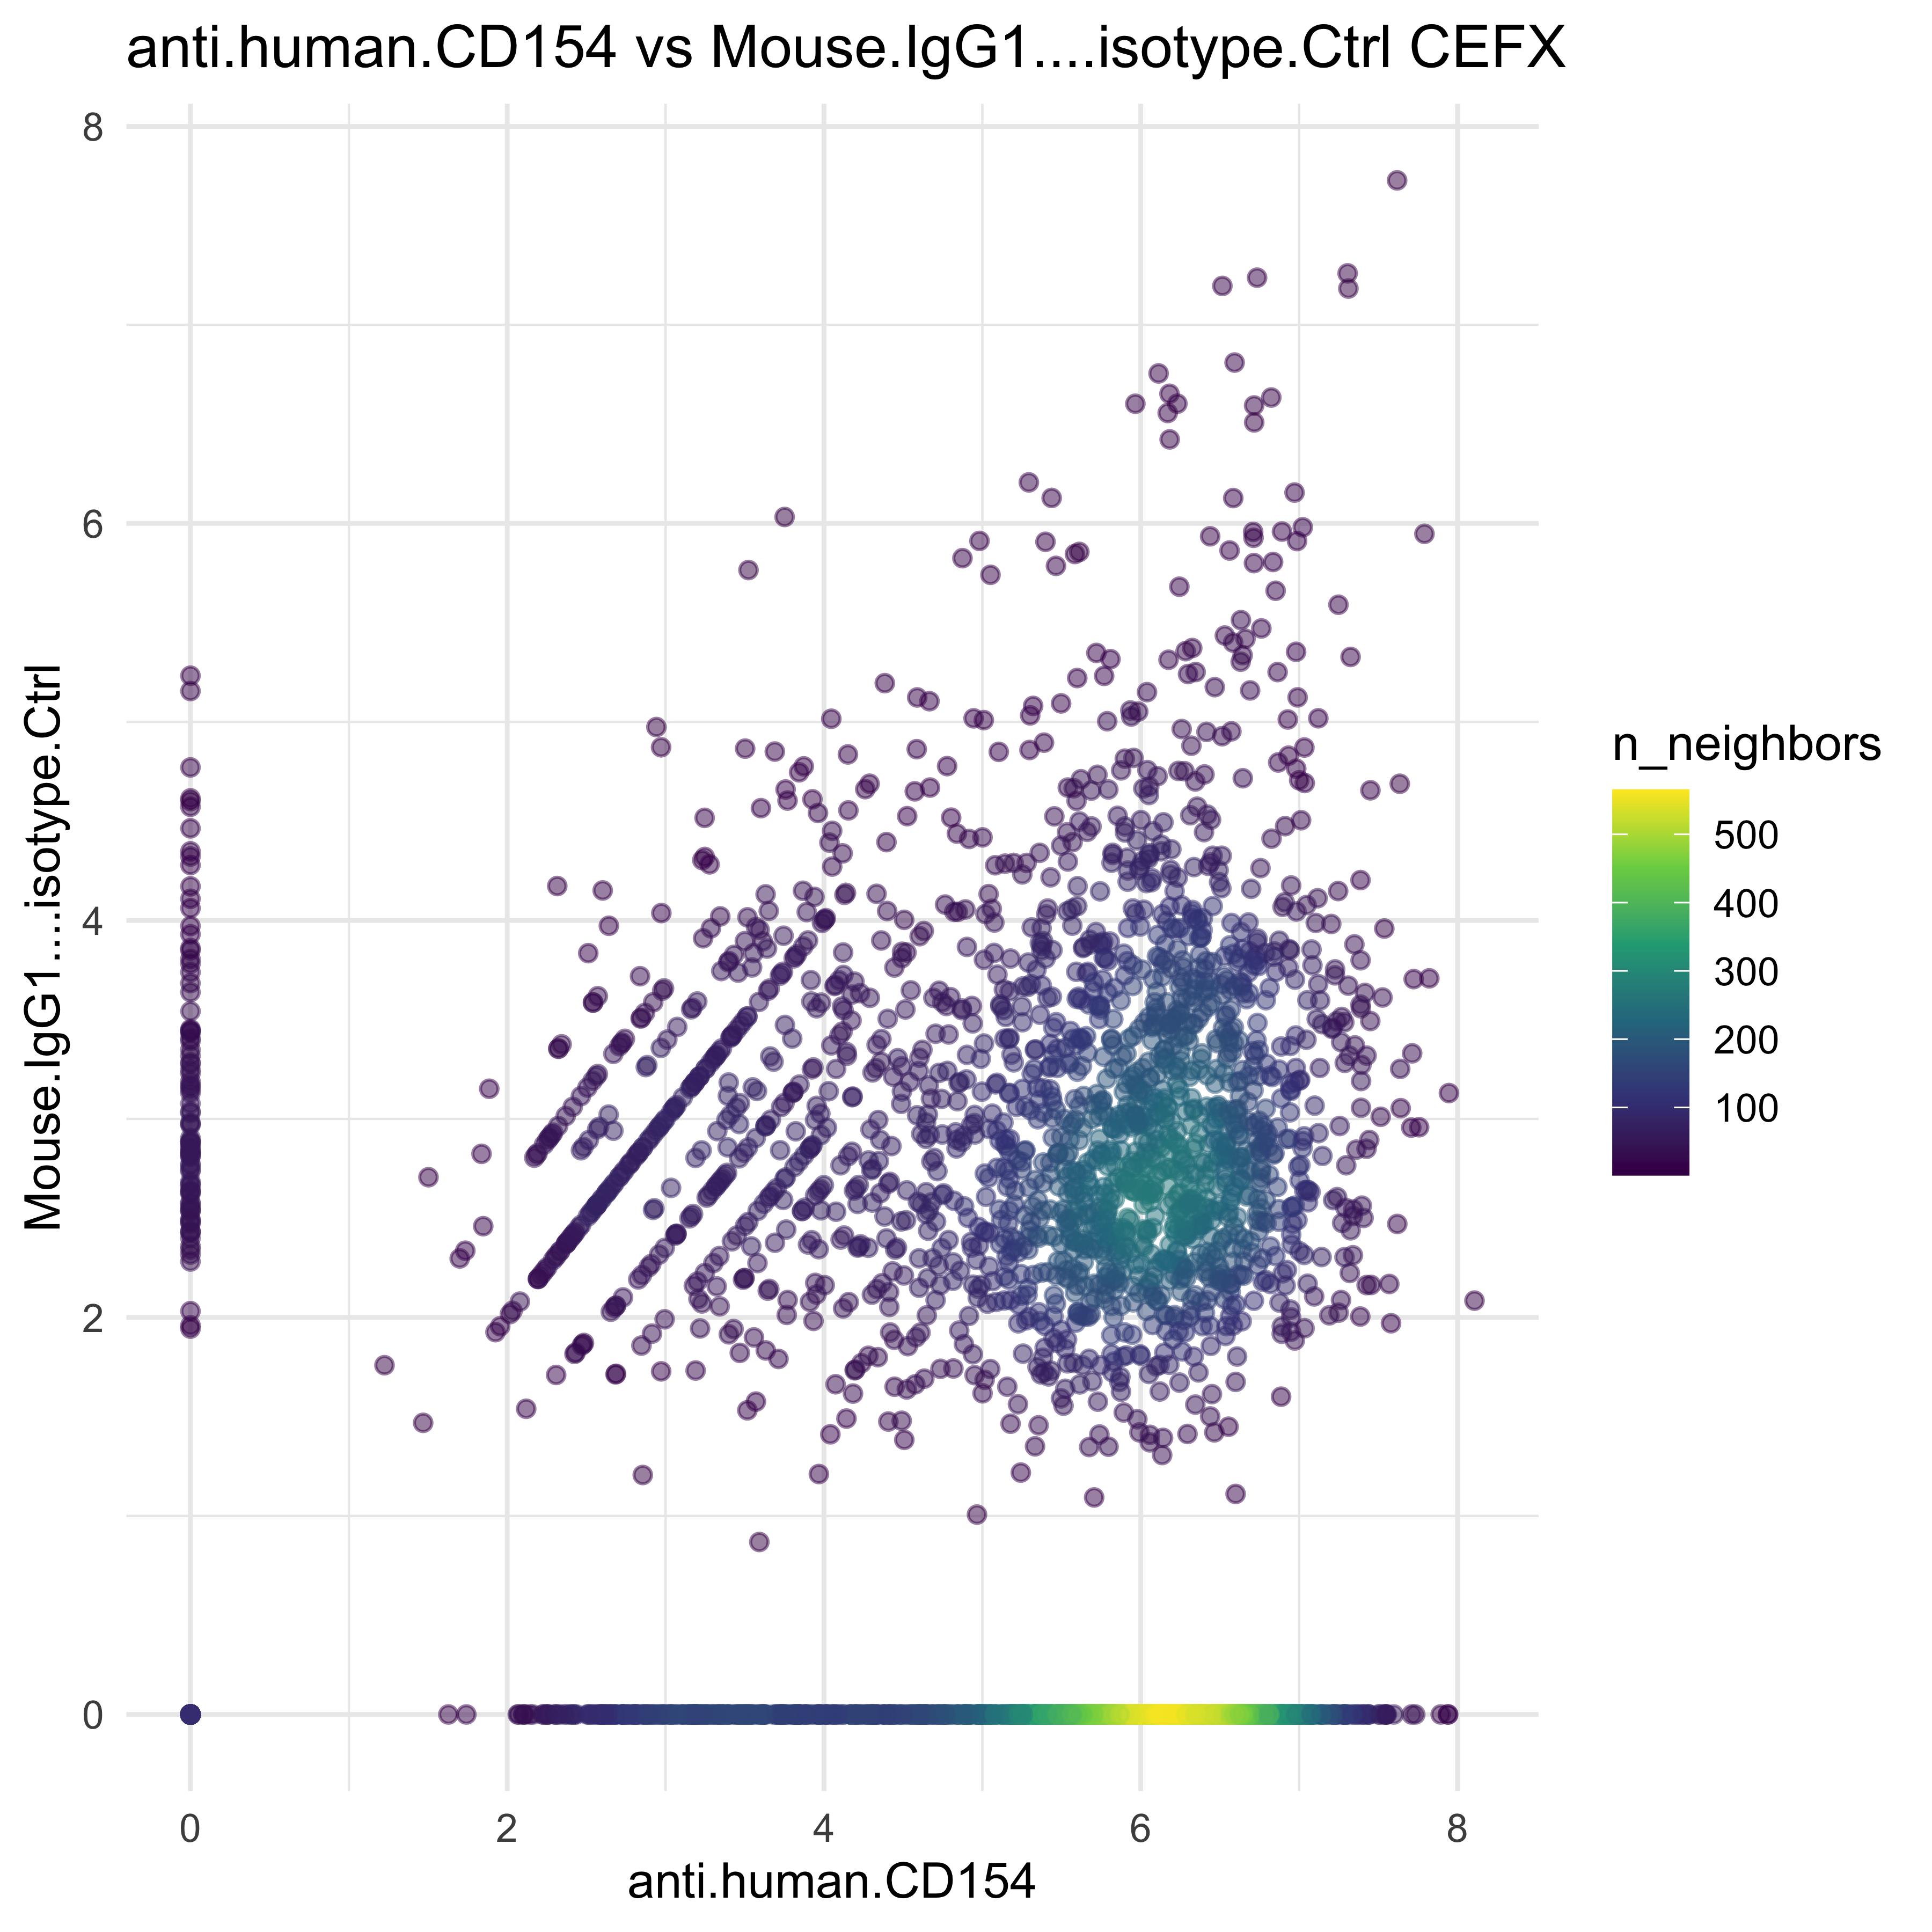 anti.human.CD154 vs Mouse.IgG1....isotype.Ctrl CEFX
8
6
4
2
0
Mouse.IgG1....isotype.Ctrl
0 2 4 6 8
anti.human.CD154
n_neighbors
500
400
300
200
100